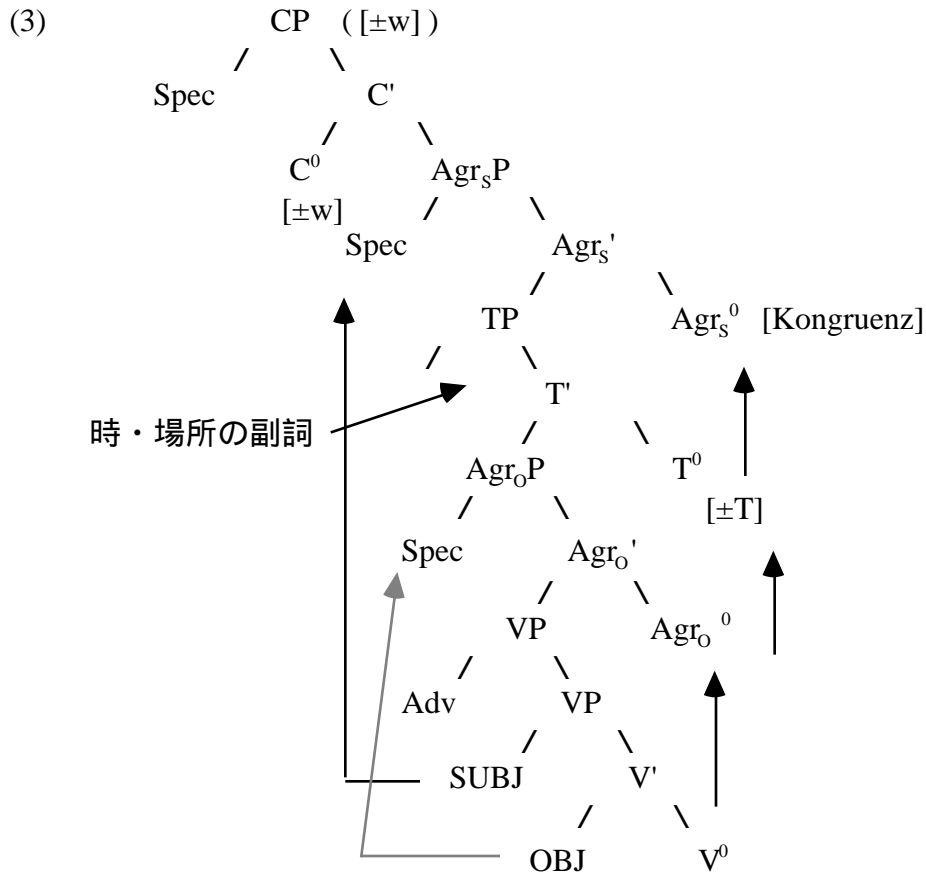 (3) CP ( [±w] )
Spec C'
C⁰ AgrₛP
[±w]
Spec Agrₛ'
TP Agrₛ⁰ [Kongruenz]
T'
時・場所の副詞
AgrₒP T⁰
[±T]
Spec Agrₒ'
VP Agrₒ⁰
Adv VP
SUBJ V'
OBJ V⁰